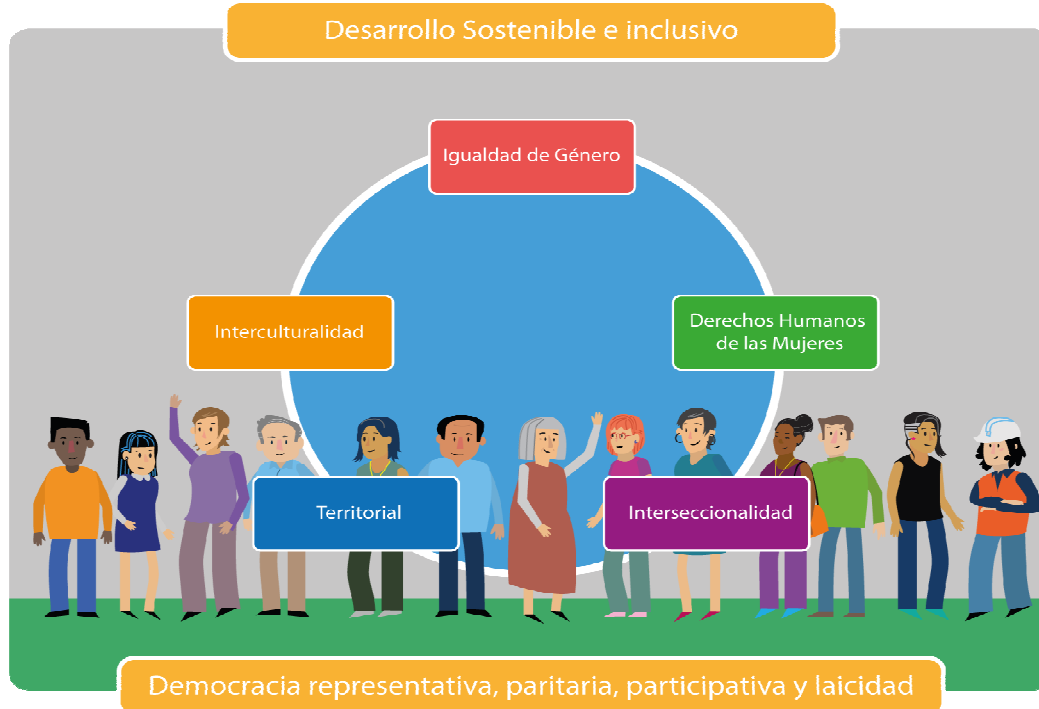 Desarrollo Sostenible e inclusivo
Igualdad de Género
Interculturalidad
Derechos Humanos
de las Mujeres
Territorial
Interseccionalidad
Democracia representativa, paritaria, participativa y laicidad